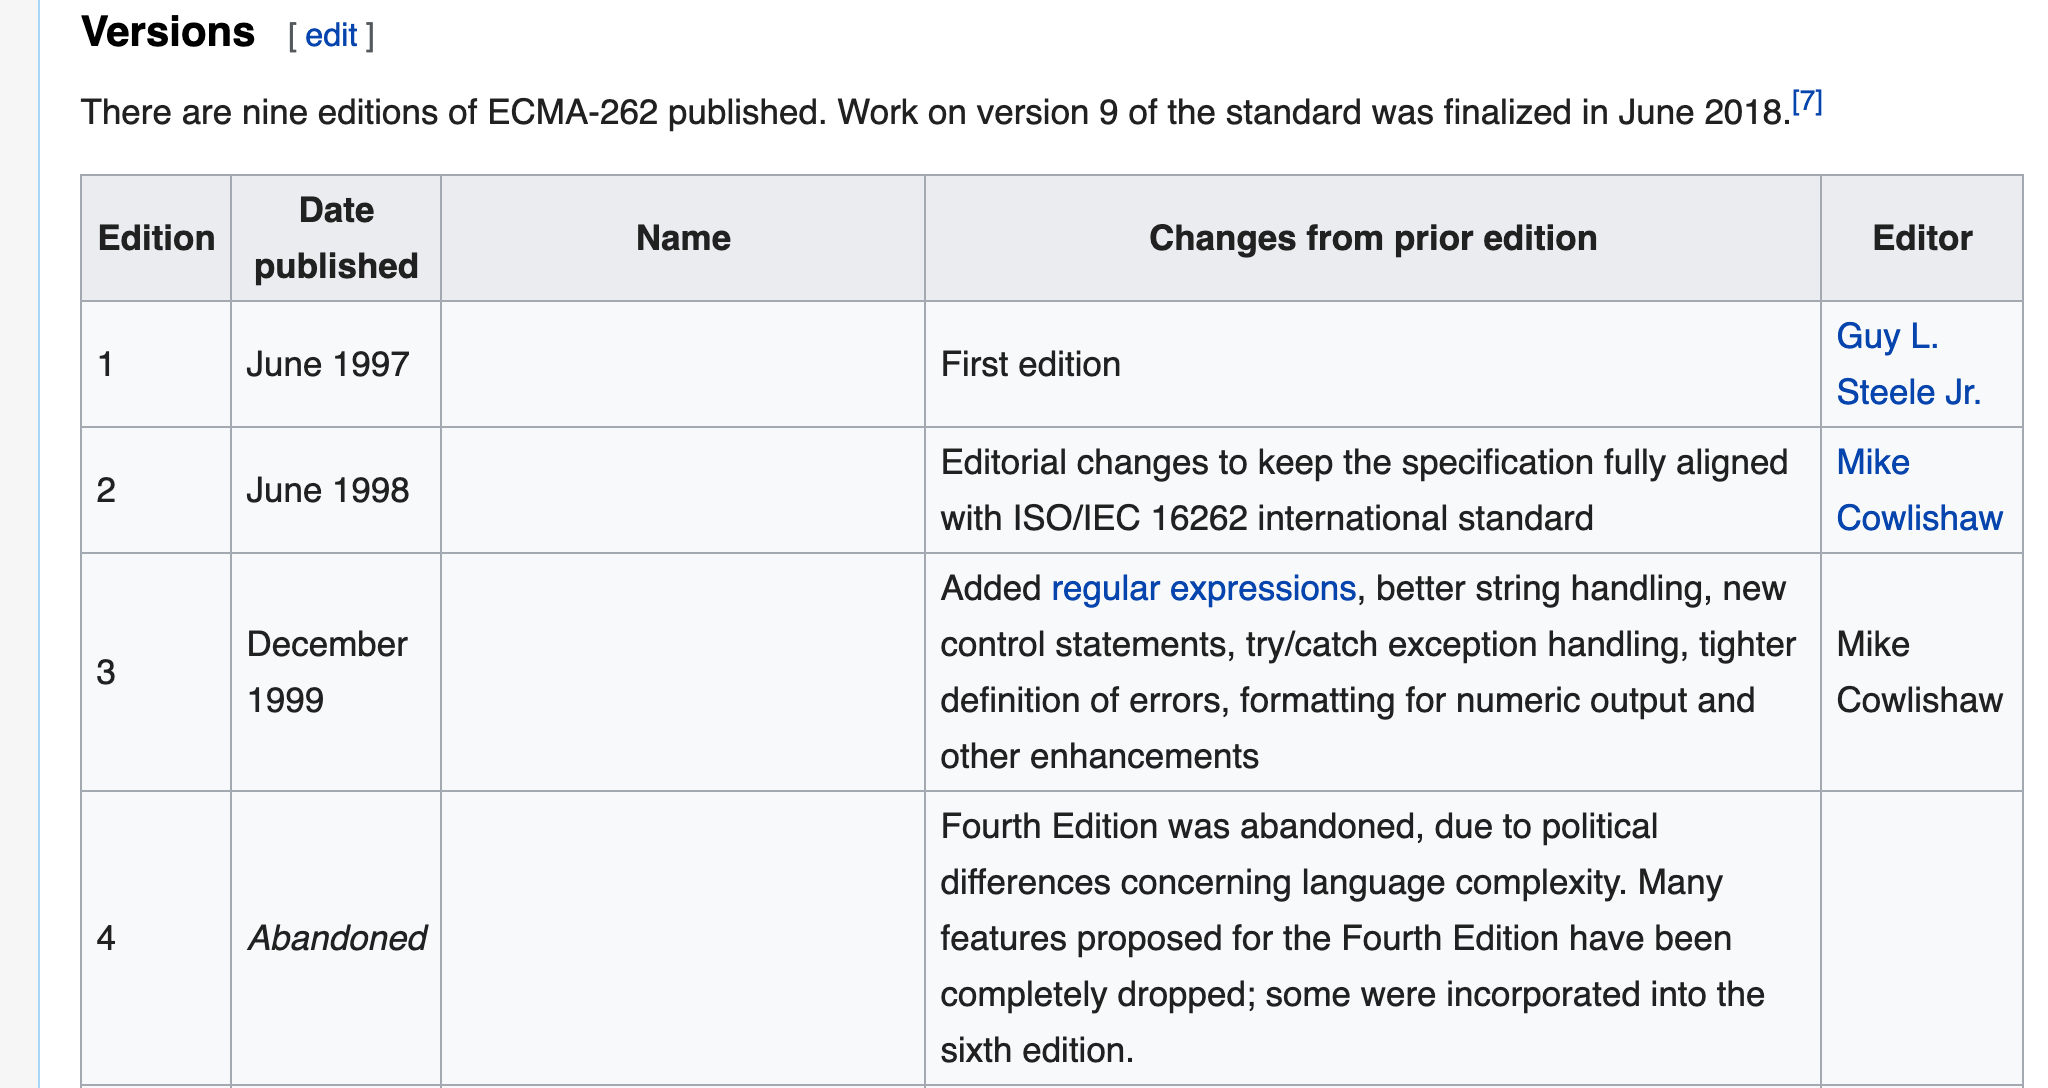 Versions [ edit ]
There are nine editions of ECMA-262 published. Work on version 9 of the standard was finalized in June 2018.[7]
Edition
Date
published
Name
Changes from prior edition
Editor
1
June 1997
First edition
Guy L.
Steele Jr.
2
June 1998
Editorial changes to keep the specification fully aligned
with ISO/IEC 16262 international standard
Mike
Cowlishaw
3
December
1999
Added regular expressions, better string handling, new
control statements, try/catch exception handling, tighter
definition of errors, formatting for numeric output and
other enhancements
Mike
Cowlishaw
4
Abandoned
Fourth Edition was abandoned, due to political
differences concerning language complexity. Many
features proposed for the Fourth Edition have been
completely dropped; some were incorporated into the
sixth edition.